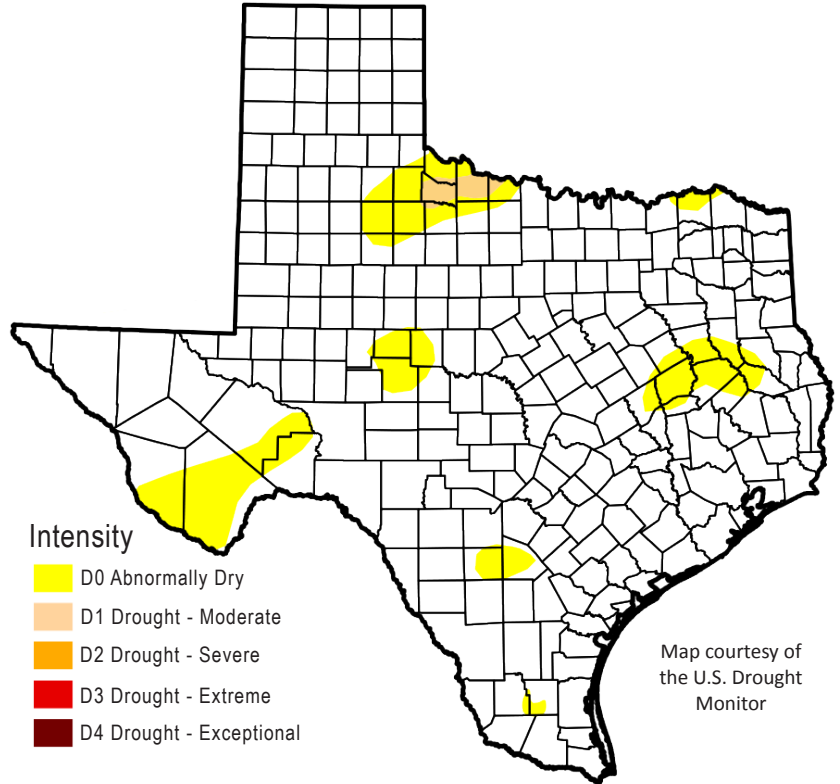 Intensity
D0 Abnormally Dry
D1 Drought - Moderate
D2 Drought - Severe
D3 Drought - Extreme
D4 Drought - Exceptional
Map courtesy of
the U.S. Drought
Monitor